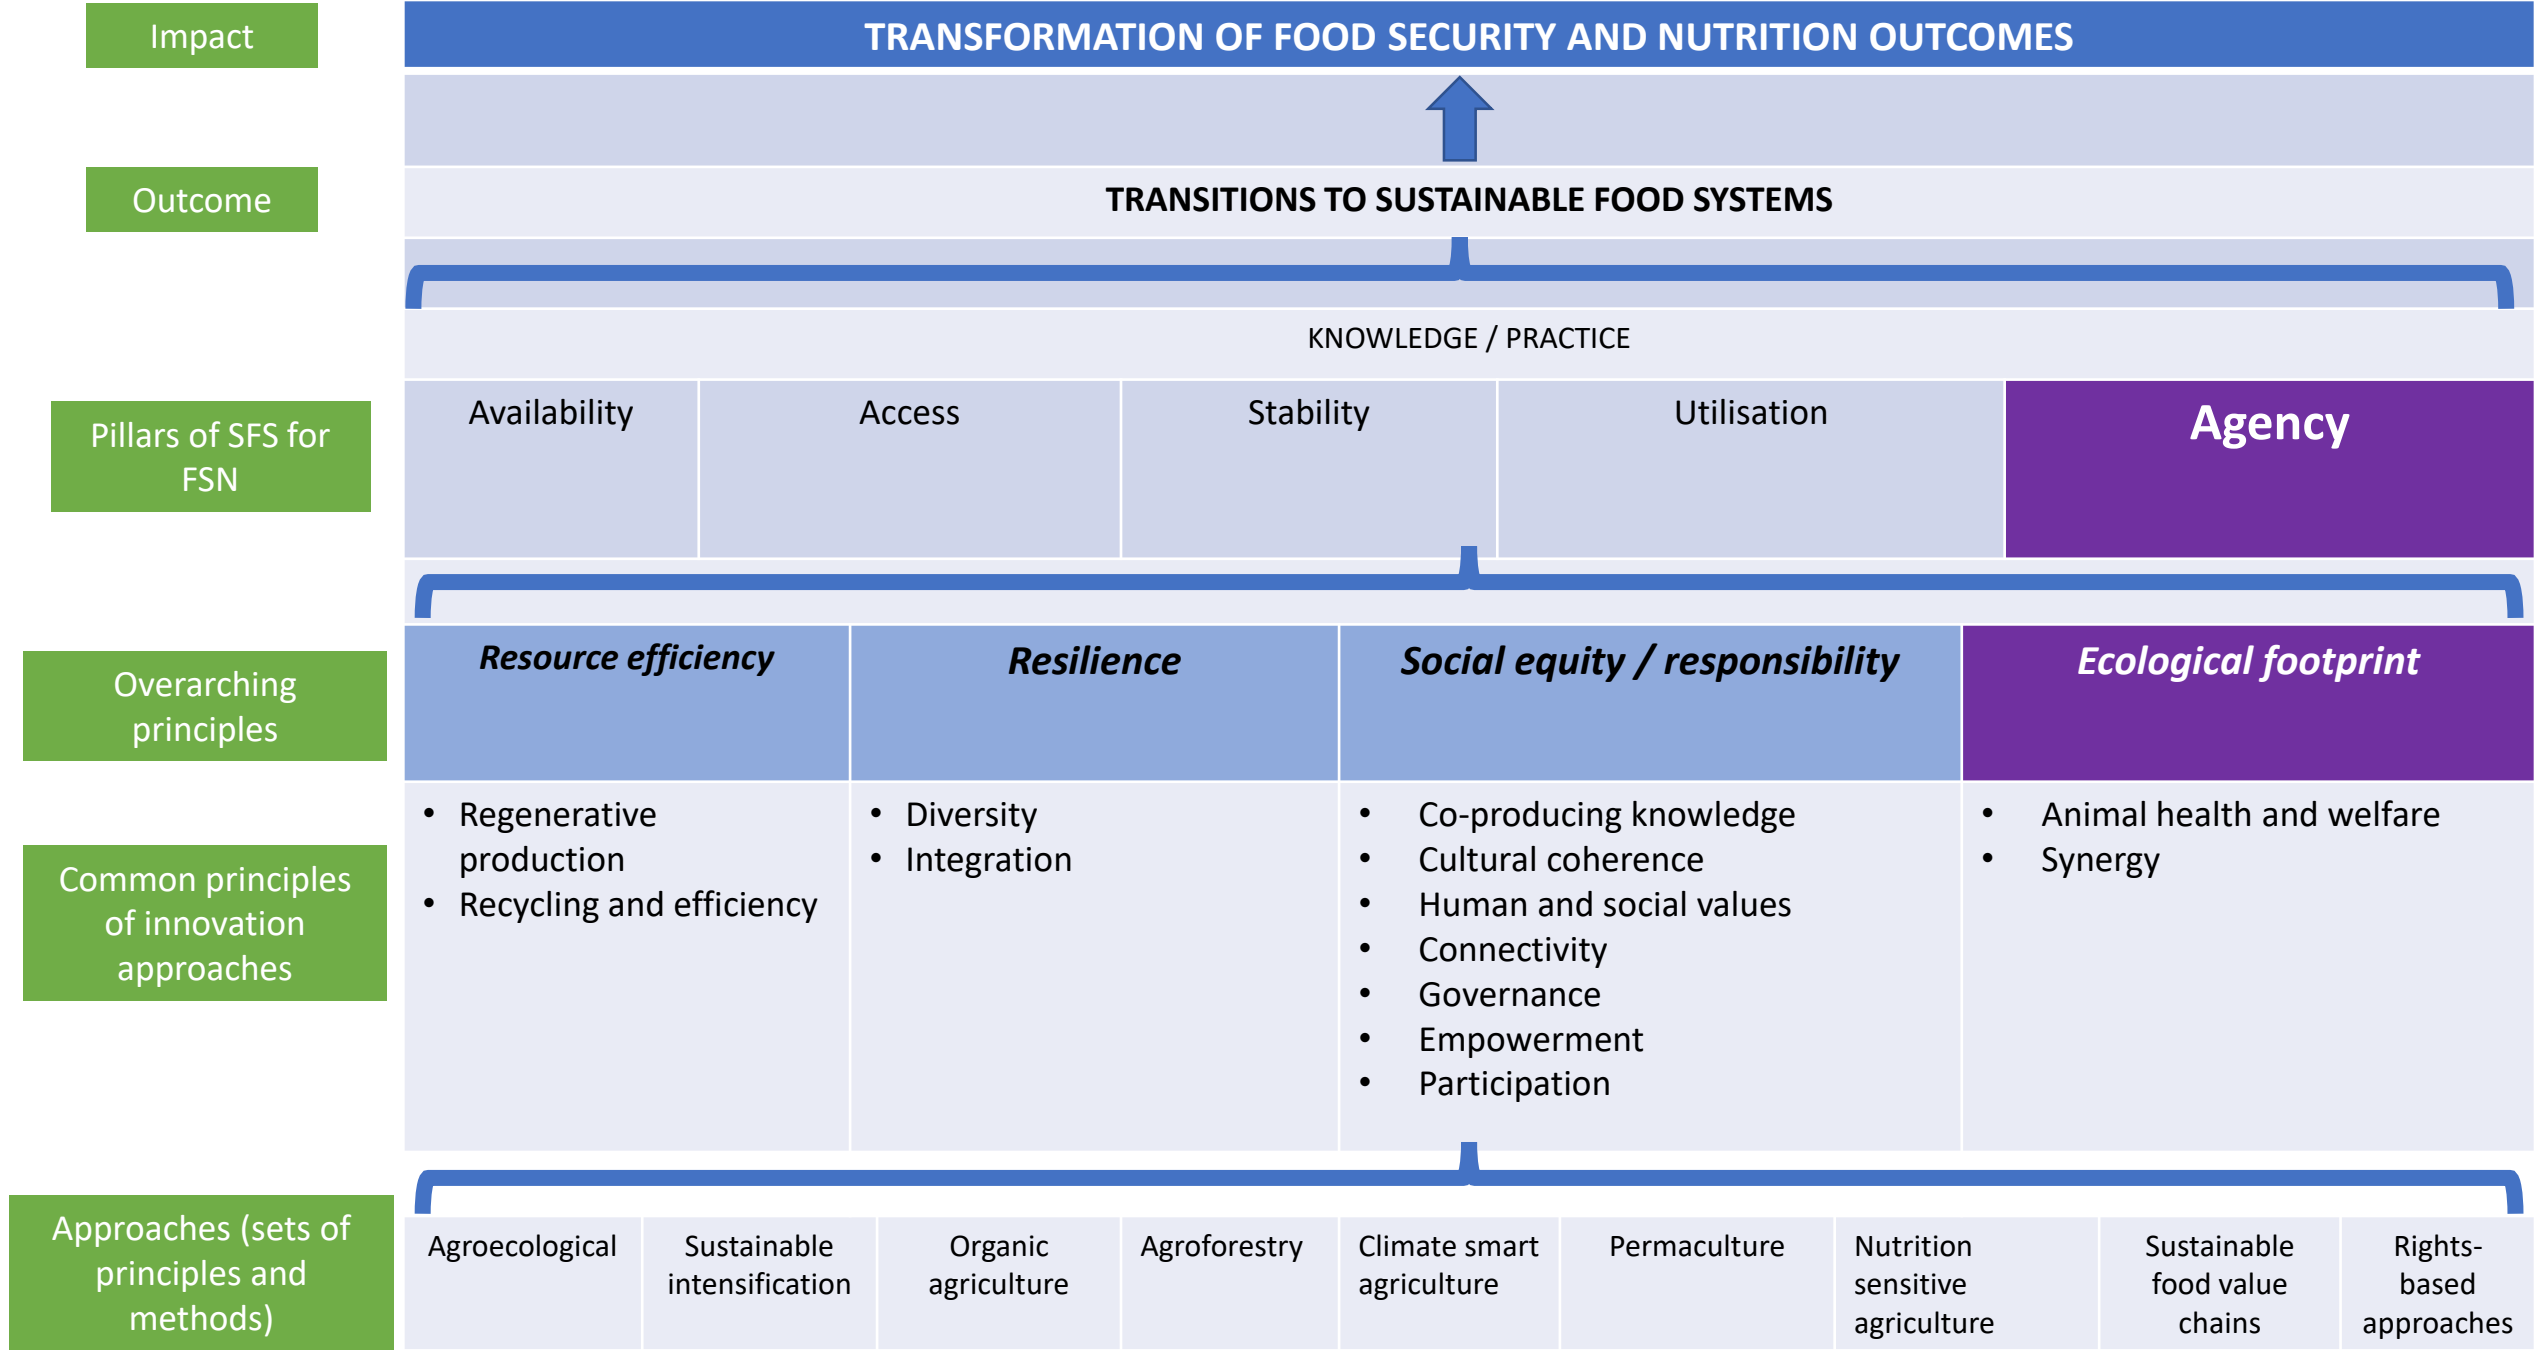 Impact
TRANSFORMATION OF FOOD SECURITY AND NUTRITION OUTCOMES
Outcome
TRANSITIONS TO SUSTAINABLE FOOD SYSTEMS
KNOWLEDGE / PRACTICE
Pillars of SFS for
FSN
Availability
Access
Stability
Utilisation
Agency
Overarching
principles
Resource efficiency
Resilience
Social equity / responsibility
Ecological footprint
Common principles
of innovation
approaches
• Regenerative
production
• Recycling and efficiency
• Diversity
• Integration
• Co-producing knowledge
• Cultural coherence
• Human and social values
• Connectivity
• Governance
• Empowerment
• Participation
• Animal health and welfare
• Synergy
Approaches (sets of
principles and
methods)
Agroecological
Sustainable
intensification
Organic
agriculture
Agroforestry
Climate smart
agriculture
Permaculture
Nutrition
sensitive
agriculture
Sustainable
food value
chains
Rights-
based
approaches